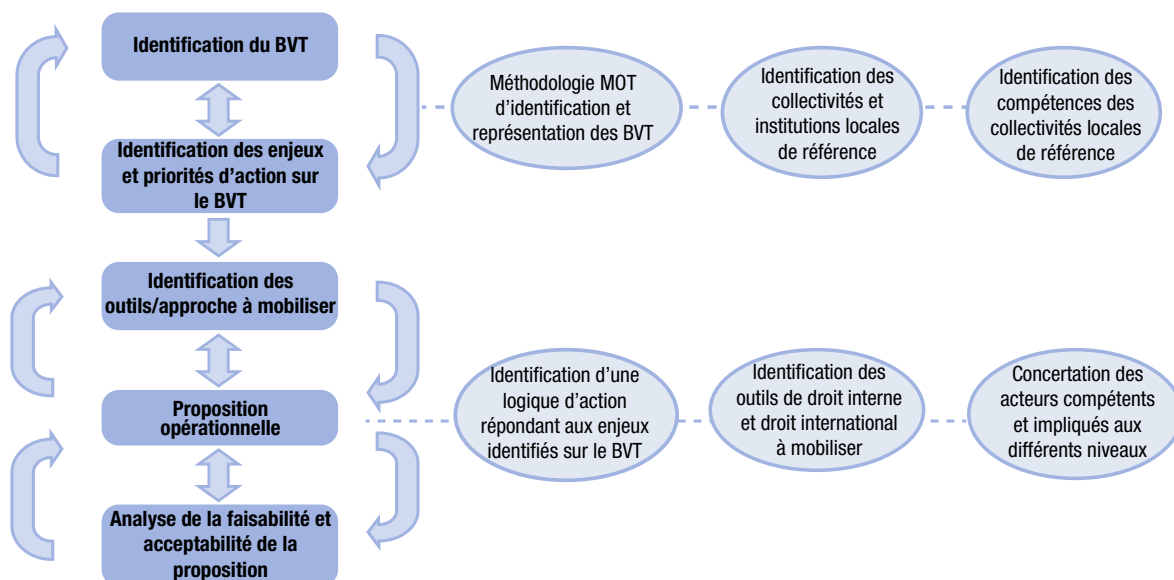 Identification du BVT
Identification des enjeux
et priorités d'action sur
le BVT
Identification des
outils/approche à mobiliser
Proposition
opérationnelle
Analyse de la faisabilité et
acceptabilité de la
proposition
Méthodologie MOT
d'identification et
représentation des BVT
Identification des
collectivités et
institutions locales
de référence
Identification des
compétences des
collectivités locales
de référence
Identification d'une
logique d'action
répondant aux enjeux
identifiés sur le BVT
Identification des
outils de droit interne
et droit international
à mobiliser
Concertation des
acteurs compétents
et impliqués aux
différents niveaux